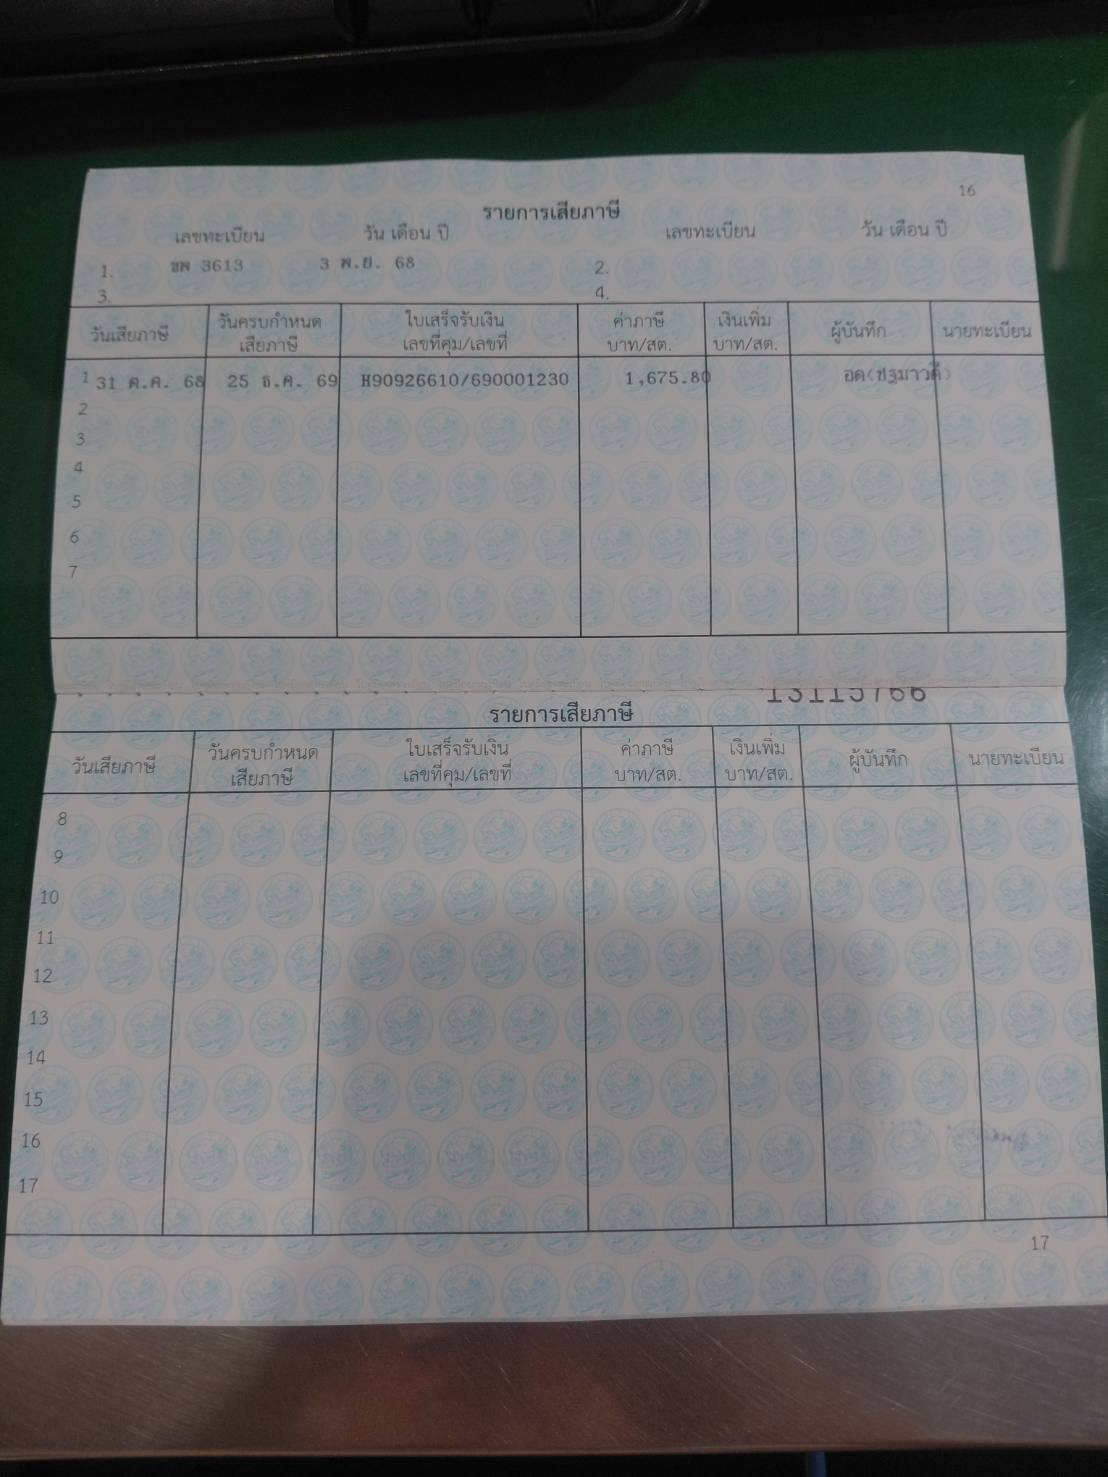 16
รายการเสียภาษี
เลขทะเบียน วัน เดือน ปี เลขทะเบียน วัน เดือน ปี
1. ขพ 3613 3 พ.ย. 68 2.
3. 4.
วันเสียภาษี วันครบกำหนด เสียภาษี ใบเสร็จรับเงิน เลขที่คุม/เลขที่ ค่าภาษี บาท/สต. เงินเพิ่ม บาท/สต. ผู้บันทึก นายทะเบียน
1 31 ต.ค. 68 25 ธ.ค. 69 H90926610/690001230 1,675.80 อด(ปฐมาวดี)
2
3
4
5
6
7
13115766
รายการเสียภาษี
วันเสียภาษี วันครบกำหนด เสียภาษี ใบเสร็จรับเงิน เลขที่คุม/เลขที่ ค่าภาษี บาท/สต. เงินเพิ่ม บาท/สต. ผู้บันทึก นายทะเบียน
8
9
10
11
12
13
14
15
16
17
17